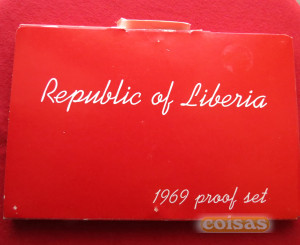 Republic of Liberia
1969 proof set
coisas